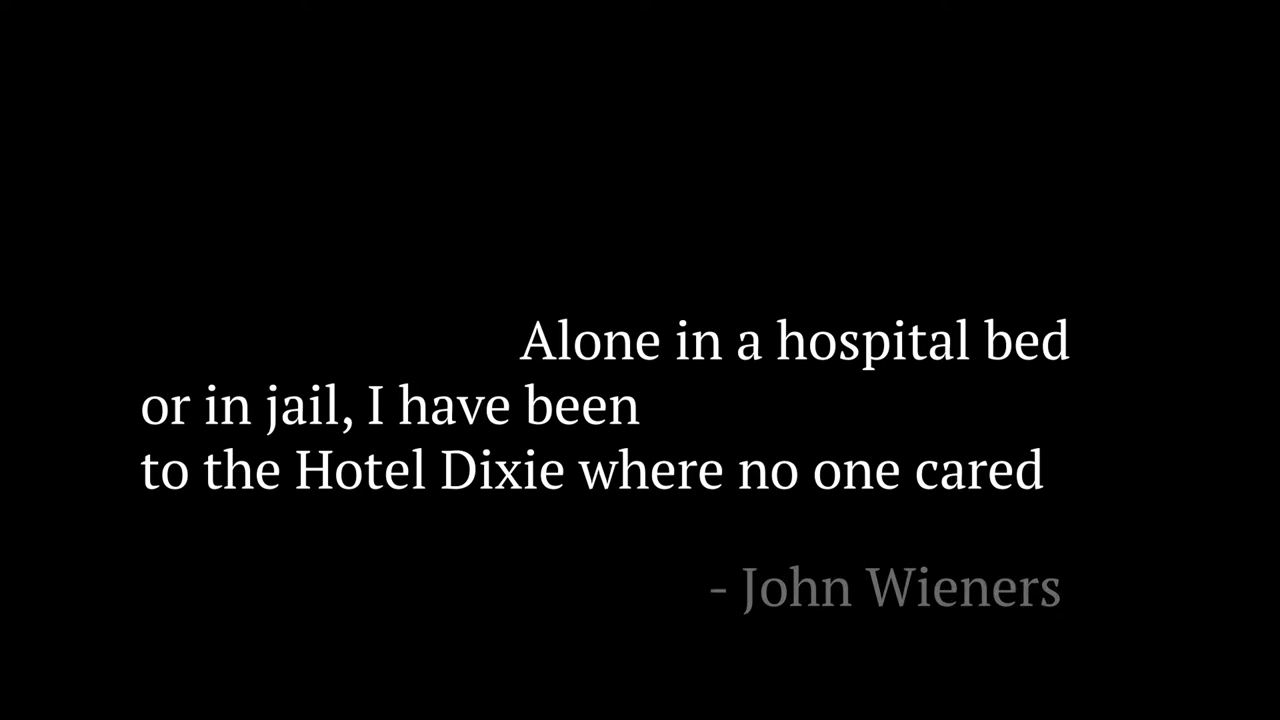 Alone in a hospital bed
or in jail, I have been
to the Hotel Dixie where no one cared
- John Wieners